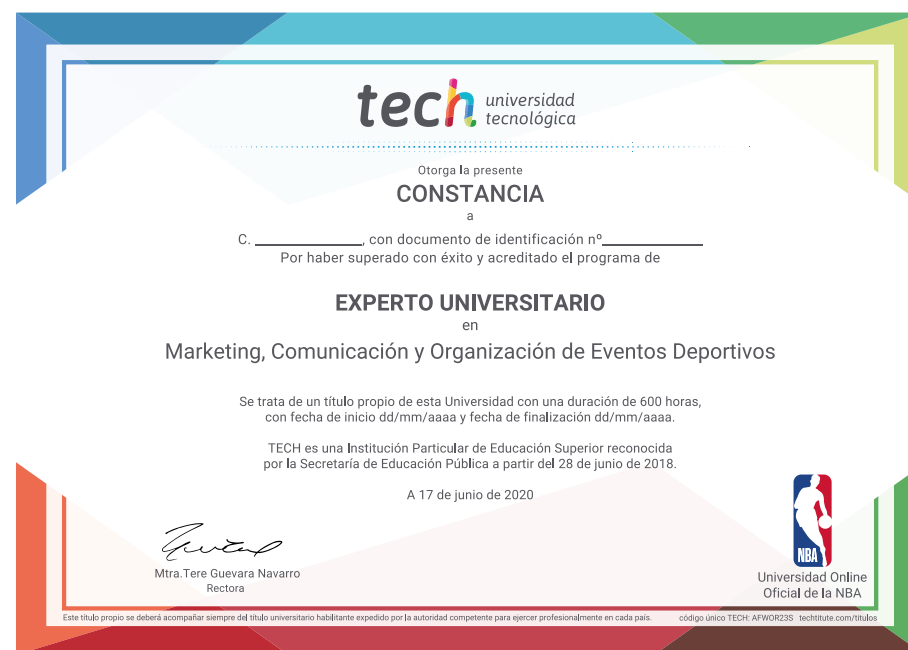 tech universidad
tecnológica
Otorga la presente
CONSTANCIA
a
C. ______________, con documento de identificación nº_____________
Por haber superado con éxito y acreditado el programa de
EXPERTO UNIVERSITARIO
en
Marketing, Comunicación y Organización de Eventos Deportivos
Se trata de un título propio de esta Universidad con una duración de 600 horas,
con fecha de inicio dd/mm/aaaa y fecha de finalización dd/mm/aaaa.
TECH es una Institución Particular de Educación Superior reconocida
por la Secretaría de Educación Pública a partir del 28 de junio de 2018.
A 17 de junio de 2020
Mtra.Tere Guevara Navarro
Rectora
NBA
Universidad Online
Oficial de la NBA
Este título propio se deberá acompañar siempre del título universitario habilitante expedido por la autoridad competente para ejercer profesionalmente en cada país. código único TECH: AFWOR23S techtitute.com/titulos